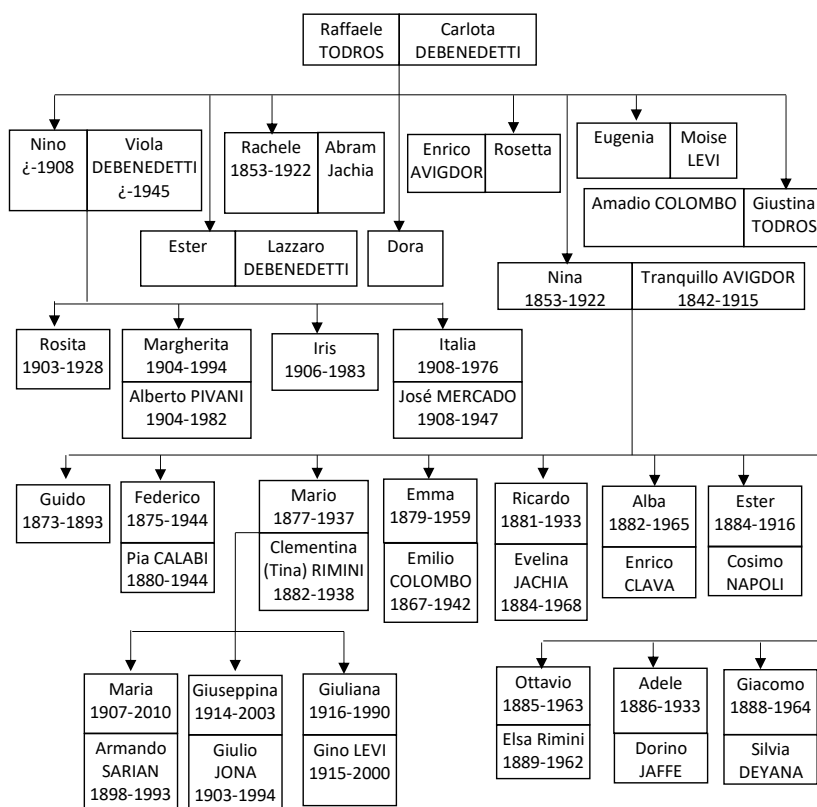 Raffaele
TODROS
Carlota
DEBENEDETTI
Nino
¿-1908
Viola
DEBENEDETTI
¿-1945
Rachele
1853-1922
Abram
Jachia
Enrico
AVIGDOR
Rosetta
Eugenia
Moise
LEVI
Amadio COLOMBO
Giustina
TODROS
Ester
Lazzaro
DEBENEDETTI
Dora
Nina
1853-1922
Tranquillo AVIGDOR
1842-1915
Rosita
1903-1928
Margherita
1904-1994
Alberto PIVANI
1904-1982
Iris
1906-1983
Italia
1908-1976
José MERCADO
1908-1947
Guido
1873-1893
Federico
1875-1944
Pia CALABI
1880-1944
Mario
1877-1937
Clementina
(Tina) RIMINI
1882-1938
Emma
1879-1959
Emilio
COLOMBO
1867-1942
Ricardo
1881-1933
Evelina
JACHIA
1884-1968
Alba
1882-1965
Enrico
CLAVA
Ester
1884-1916
Cosimo
NAPOLI
Maria
1907-2010
Armando
SARIAN
1898-1993
Giuseppina
1914-2003
Giulio
JONA
1903-1994
Giuliana
1916-1990
Gino LEVI
1915-2000
Ottavio
1885-1963
Elsa Rimini
1889-1962
Adele
1886-1933
Dorino
JAFFE
Giacomo
1888-1964
Silvia
DEYANA